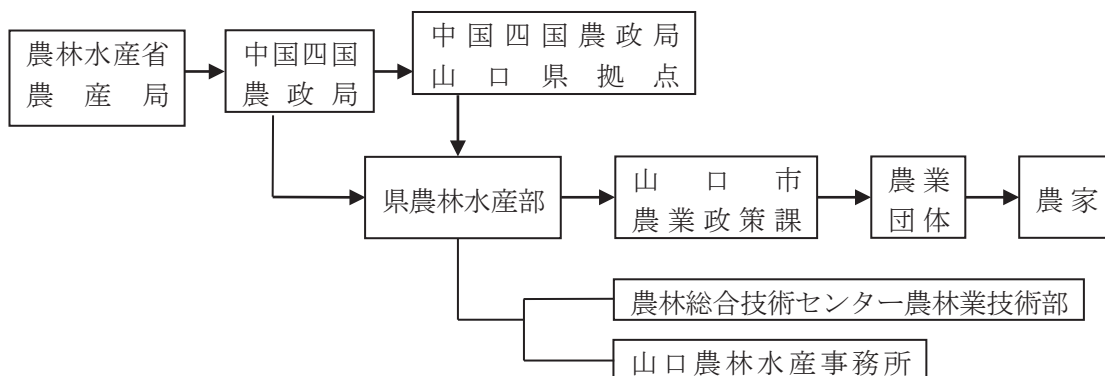 農林水産省
農産局
中国四国
農政局
中国四国農政局
山口県拠点
県農林水産部
山口市
農業政策課
農業
団体
農家
農林総合技術センター農林業技術部
山口農林水産事務所